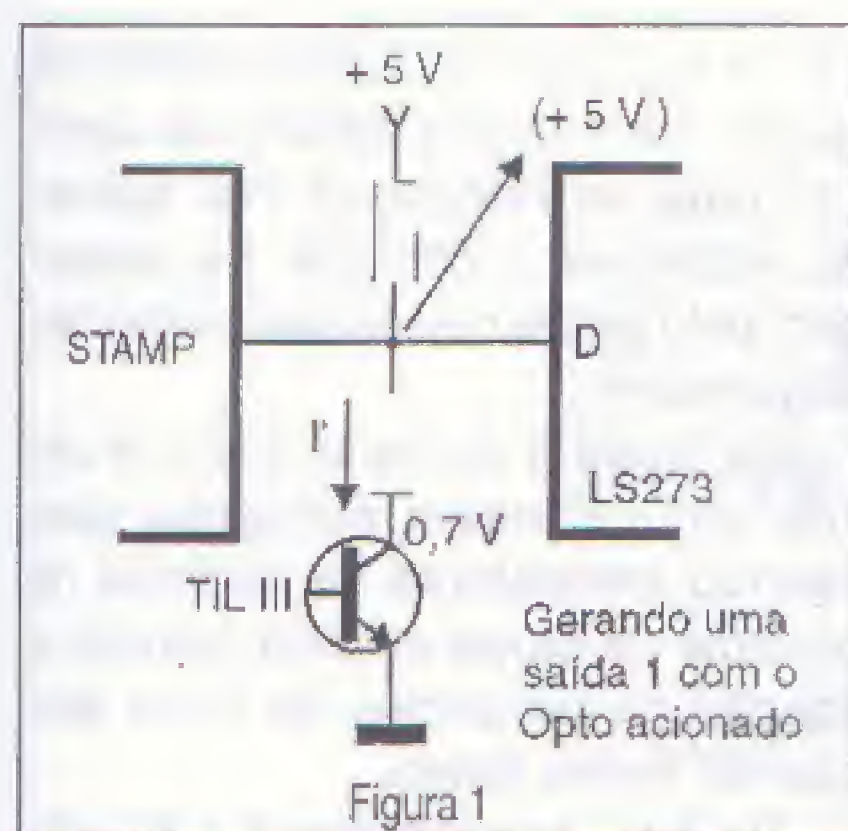 + 5 V
(+ 5 V )
STAMP
D
I'
LS273
0,7 V
TIL III
Gerando uma
saída 1 com o
Opto acionado
Figura 1